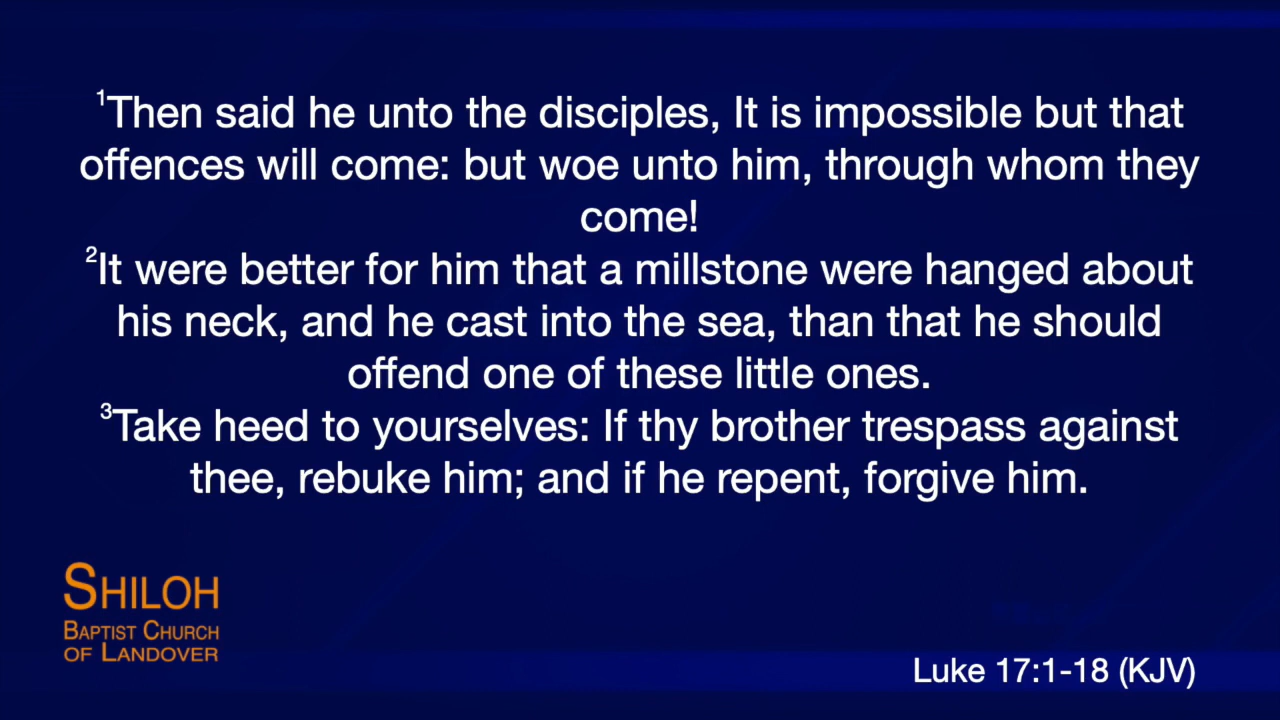 ¹Then said he unto the disciples, It is impossible but that
offences will come: but woe unto him, through whom they
come!
²It were better for him that a millstone were hanged about
his neck, and he cast into the sea, than that he should
offend one of these little ones.
³Take heed to yourselves: If thy brother trespass against
thee, rebuke him; and if he repent, forgive him.
SHILOH
BAPTIST CHURCH
OF LANDOVER
Luke 17:1-18 (KJV)